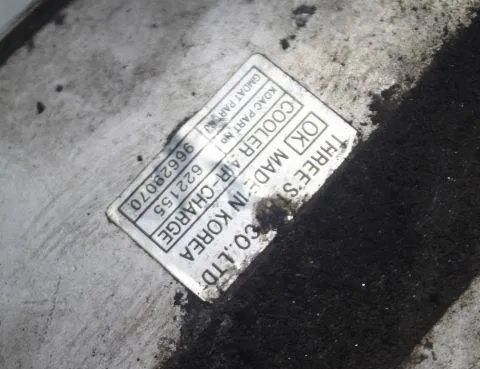 THREE'S CO.,LTD
OK MADE IN KOREA
COOLER AIR-CHARGE
KDAC PART NO 622155
GMDAT PART NO 96629070